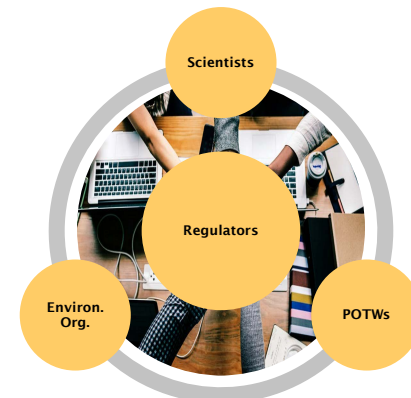 Scientists
Regulators
Environ.
Org.
POTWs